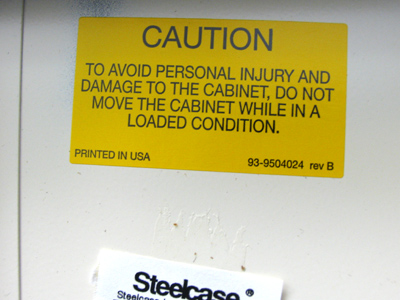 CAUTION
TO AVOID PERSONAL INJURY AND
DAMAGE TO THE CABINET, DO NOT
MOVE THE CABINET WHILE IN A
LOADED CONDITION.
PRINTED IN USA 93-9504024 rev B
Steelcase®
Steelcase